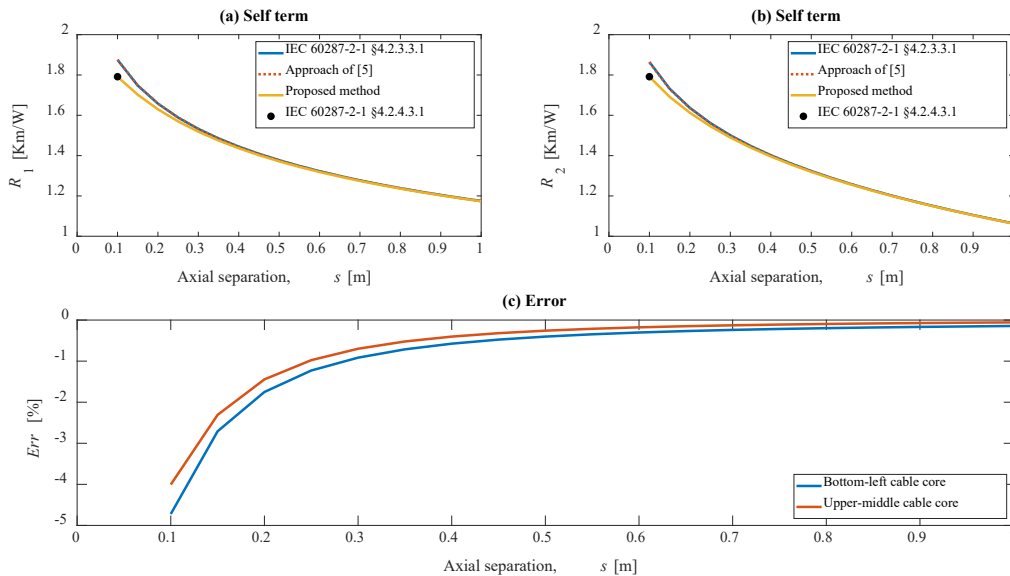 (a) Self term
(b) Self term
2
1.8
1.6
1.4
1.2
1
R 1 [Km/W]
IEC 60287-2-1 §4.2.3.3.1
Approach of [5]
Proposed method
IEC 60287-2-1 §4.2.4.3.1
0 0.1 0.2 0.3 0.4 0.5 0.6 0.7 0.8 0.9 1
Axial separation, s [m]
2
1.8
1.6
1.4
1.2
1
R 2 [Km/W]
IEC 60287-2-1 §4.2.3.3.1
Approach of [5]
Proposed method
IEC 60287-2-1 §4.2.4.3.1
0 0.1 0.2 0.3 0.4 0.5 0.6 0.7 0.8 0.9
Axial separation, s [m]
(c) Error
0
-1
-2
-3
-4
-5
Err [%]
Bottom-left cable core
Upper-middle cable core
0 0.1 0.2 0.3 0.4 0.5 0.6 0.7 0.8 0.9
Axial separation, s [m]